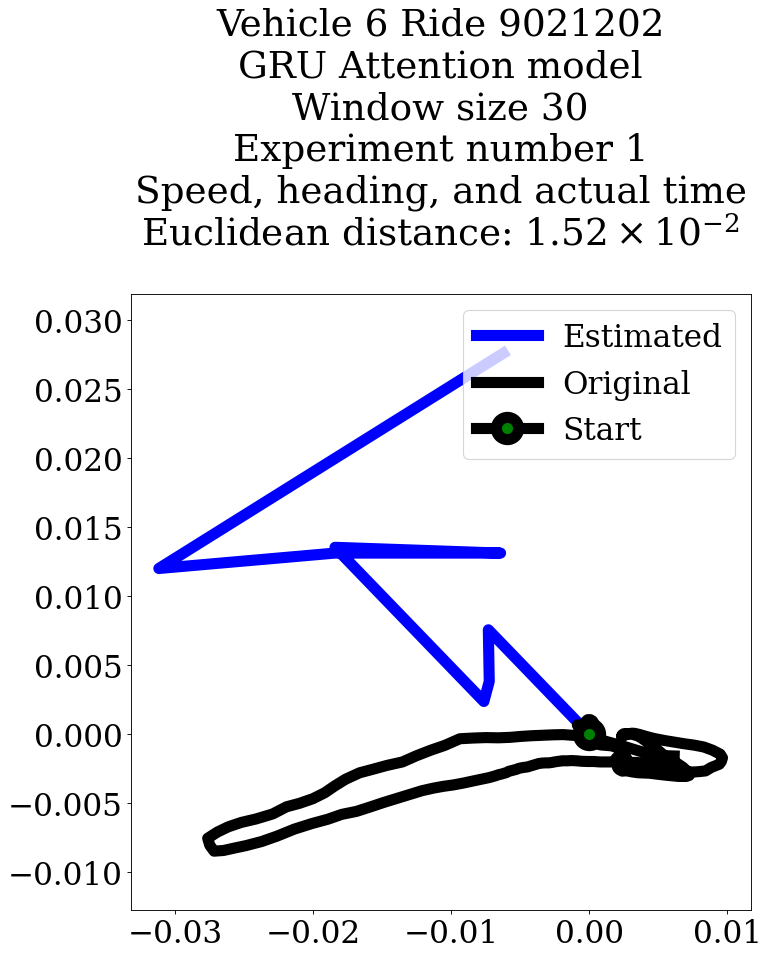 Vehicle 6 Ride 9021202
GRU Attention model
Window size 30
Experiment number 1
Speed, heading, and actual time
Euclidean distance: 1.52 × 10⁻²
Estimated
Original
Start
0.030
0.025
0.020
0.015
0.010
0.005
0.000
−0.005
−0.010
−0.03 −0.02 −0.01 0.00 0.01